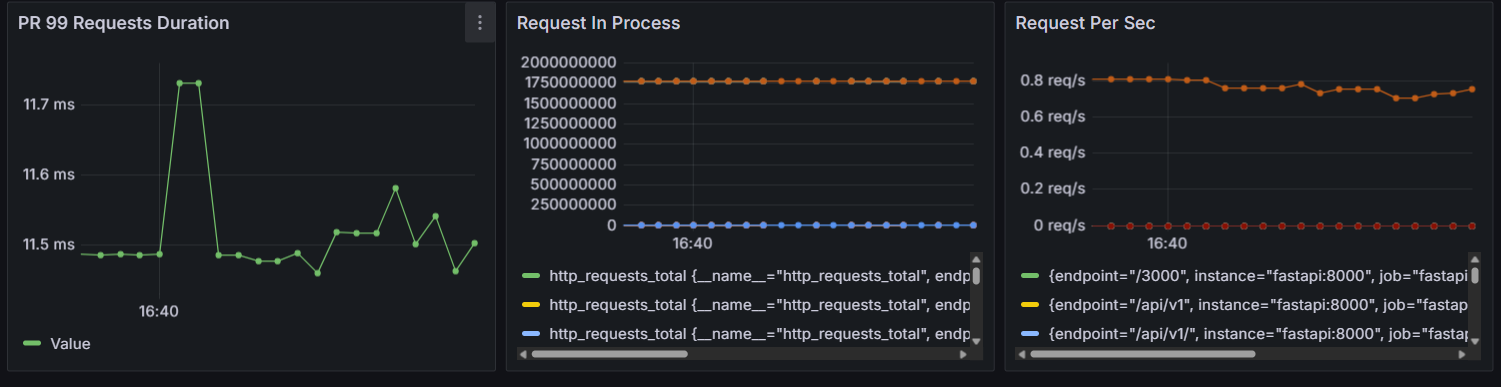 PR 99 Requests Duration
11.7 ms
11.6 ms
11.5 ms
16:40
Value
Request In Process
2000000000
1750000000
1500000000
1250000000
1000000000
750000000
500000000
250000000
0
16:40
http_requests_total {__name__="http_requests_total", endp
http_requests_total {__name__="http_requests_total", endp
http_requests_total {__name__="http_requests_total", endp
Request Per Sec
0.8 req/s
0.6 req/s
0.4 req/s
0.2 req/s
0 req/s
16:40
{endpoint="/3000", instance="fastapi:8000", job="fastapi
{endpoint="/api/v1", instance="fastapi:8000", job="fastap
{endpoint="/api/v1/", instance="fastapi:8000", job="fasta